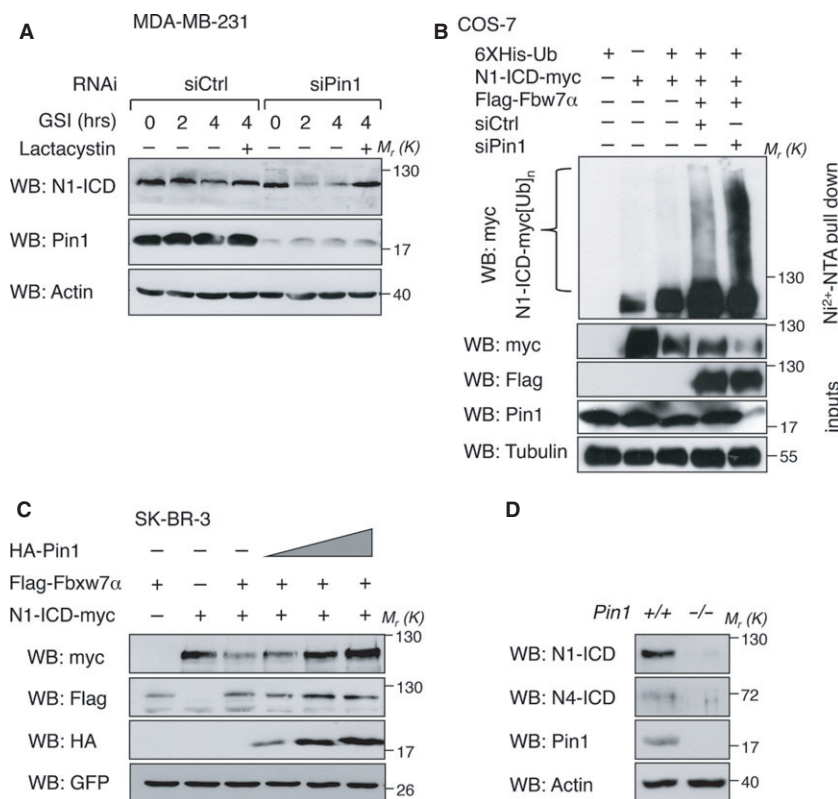 A
MDA-MB-231
RNAi siCtrl siPin1
GSI (hrs) 0 2 4 4 0 2 4 4
Lactacystin – – – + – – – + Mr (K)
WB: N1-ICD 130
WB: Pin1 17
WB: Actin 40
B COS-7
6XHis-Ub + – + + +
N1-ICD-myc – + + + +
Flag-Fbw7α – – – + +
siCtrl – – – + –
siPin1 – – – – + Mr (K)
WB: myc
N1-ICD-myc[Ub]n
130
Ni²⁺-NTA pull down
WB: myc 130
WB: Flag 130
WB: Pin1 17
WB: Tubulin 55
inputs
C
SK-BR-3
HA-Pin1 – – –
Flag-Fbxw7α + – + + + +
N1-ICD-myc – + + + + + Mr (K)
WB: myc 130
WB: Flag 130
WB: HA 17
WB: GFP 26
D
Pin1 +/+ –/– Mr (K)
WB: N1-ICD 130
WB: N4-ICD 72
WB: Pin1 17
WB: Actin 40